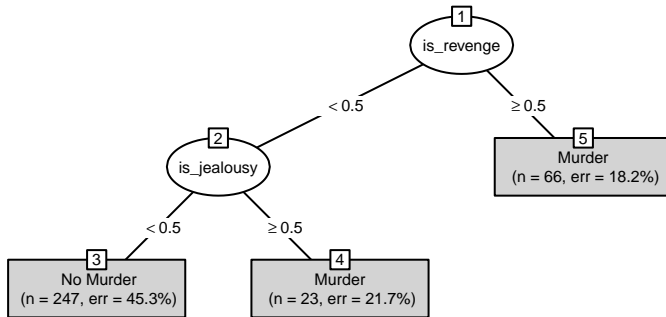 1
is_revenge
< 0.5
≥ 0.5
2
is_jealousy
5
Murder
(n = 66, err = 18.2%)
< 0.5
≥ 0.5
3
No Murder
(n = 247, err = 45.3%)
4
Murder
(n = 23, err = 21.7%)